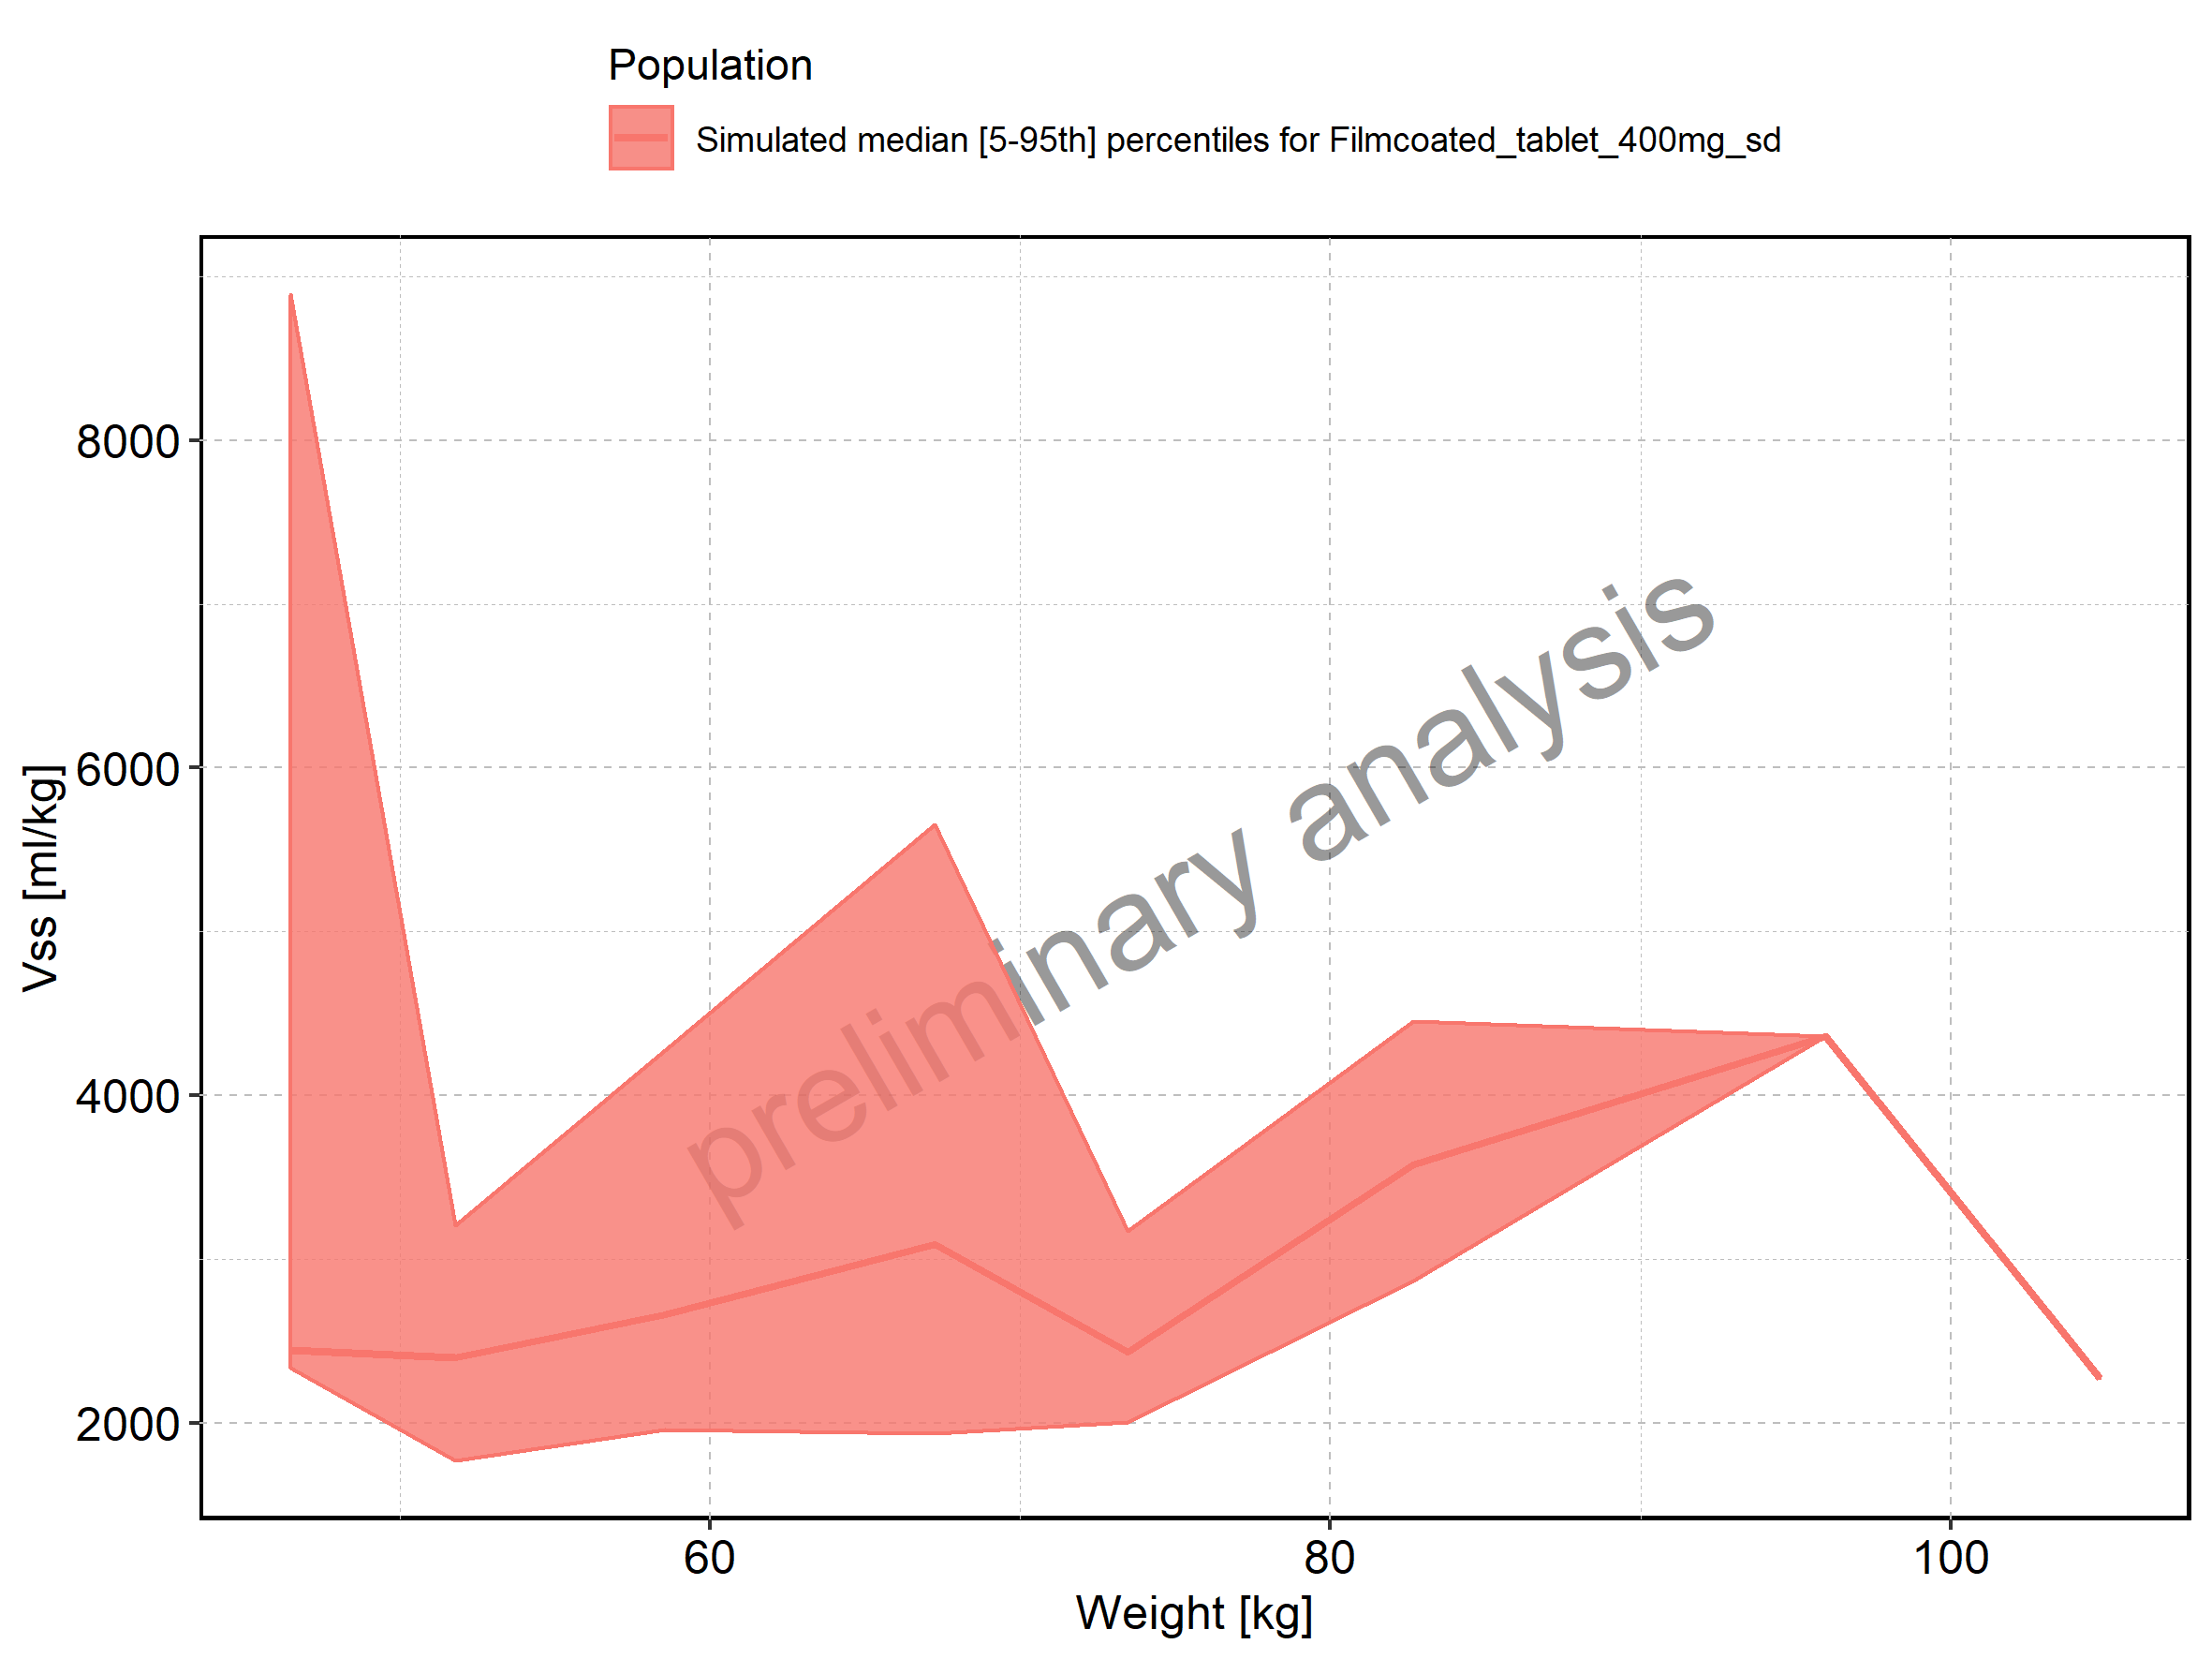 Population
Simulated median [5-95th] percentiles for Filmcoated_tablet_400mg_sd
8000
6000
4000
2000
Vss [ml/kg]
preliminary analysis
60 80 100
Weight [kg]